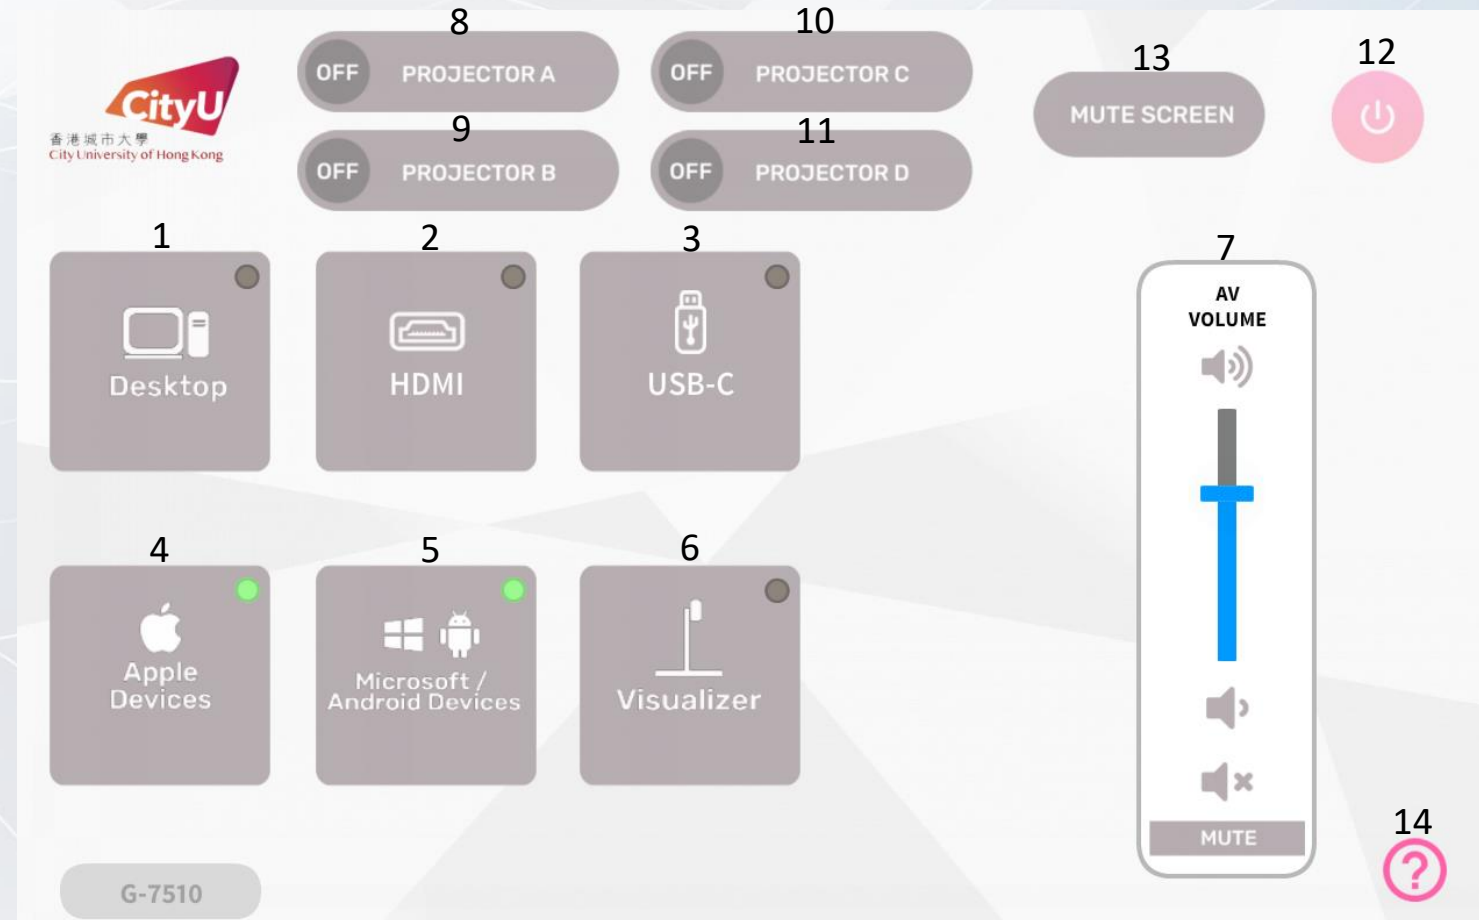 8
10
OFF PROJECTOR A
OFF PROJECTOR C
13
12
MUTE SCREEN
CityU
香港城市大學
City University of Hong Kong
9
11
OFF PROJECTOR B
OFF PROJECTOR D
1
2
3
7
Desktop
HDMI
USB-C
AV
VOLUME
4
5
6
Apple
Devices
Microsoft /
Android Devices
Visualizer
MUTE
14
?
G-7510